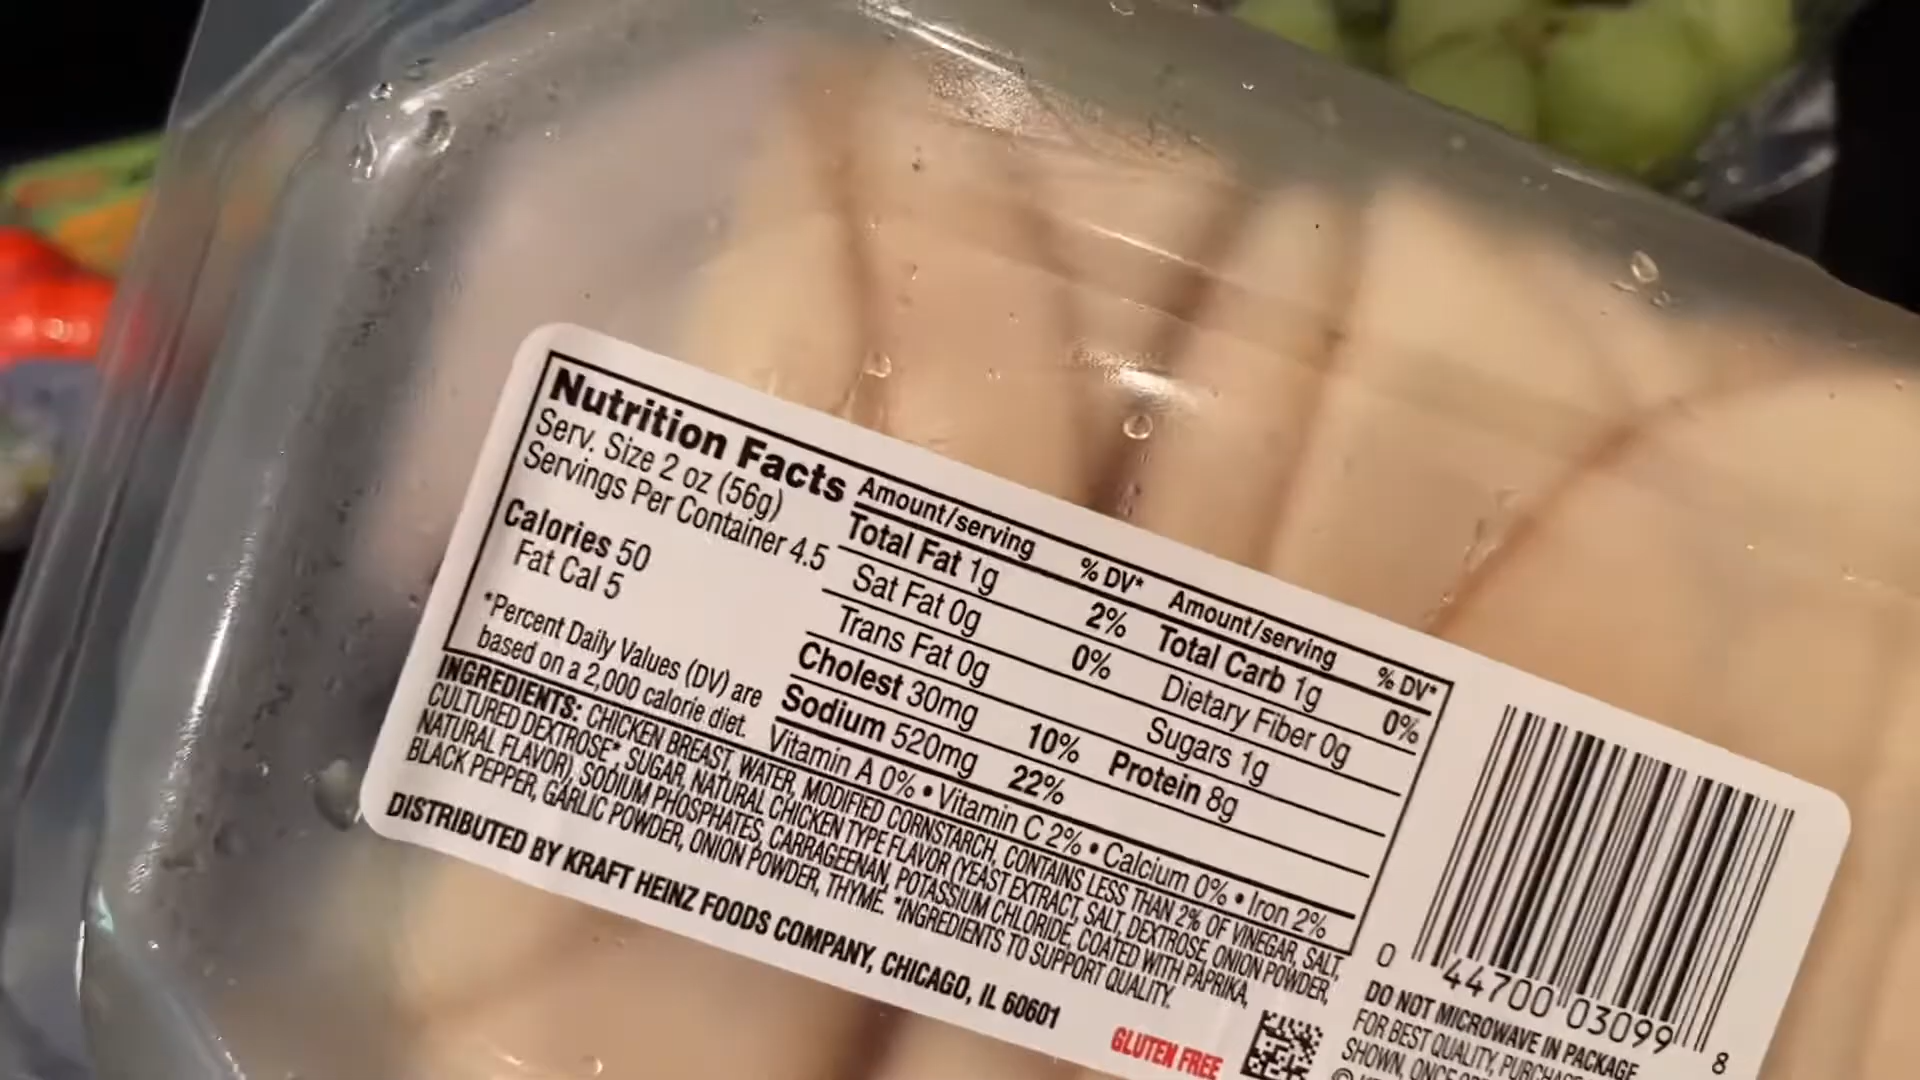 Nutrition Facts
Serv. Size 2 oz (56g)
Servings Per Container 4.5
Calories 50
Fat Cal 5
*Percent Daily Values (DV) are
based on a 2,000 calorie diet.
Amount/serving % DV*
Total Fat 1g 2%
Sat Fat 0g 0%
Trans Fat 0g
Cholest 30mg 10%
Sodium 520mg 22%
Amount/serving % DV*
Total Carb 1g 0%
Dietary Fiber 0g
Sugars 1g
Protein 8g
Vitamin A 0% • Vitamin C 2% • Calcium 0% • Iron 2%
INGREDIENTS: CHICKEN BREAST, WATER, MODIFIED CORNSTARCH, CONTAINS LESS THAN 2% OF VINEGAR, SALT,
CULTURED DEXTROSE*, SUGAR, NATURAL CHICKEN TYPE FLAVOR (YEAST EXTRACT, SALT, DEXTROSE, ONION POWDER,
NATURAL FLAVOR), SODIUM PHOSPHATES, CARRAGEENAN, POTASSIUM CHLORIDE, COATED WITH PAPRIKA,
BLACK PEPPER, GARLIC POWDER, ONION POWDER, THYME. *INGREDIENTS TO SUPPORT QUALITY.
DISTRIBUTED BY KRAFT HEINZ FOODS COMPANY, CHICAGO, IL 60601
GLUTEN FREE
0 44700 03099 8
DO NOT MICROWAVE IN PACKAGE
FOR BEST QUALITY,
SHOWN, ONCE